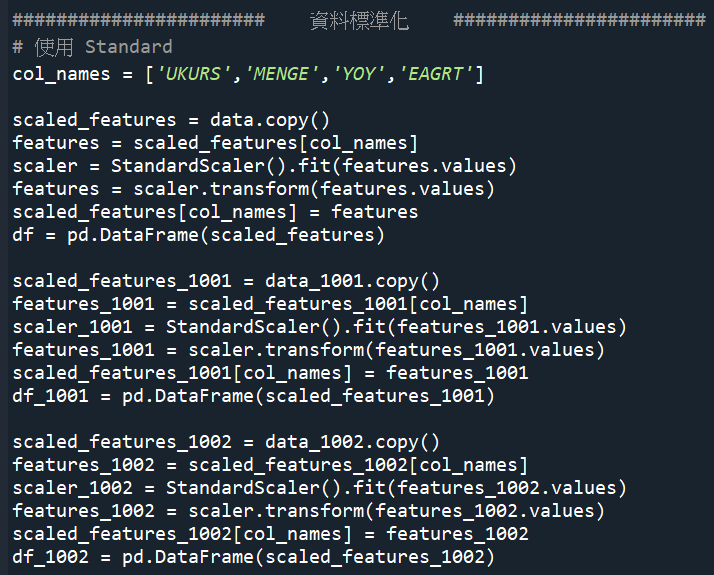 #######################    資料標準化    #######################
# 使用 Standard
col_names = ['UKURS','MENGE','YOY','EAGRT']
scaled_features = data.copy()
features = scaled_features[col_names]
scaler = StandardScaler().fit(features.values)
features = scaler.transform(features.values)
scaled_features[col_names] = features
df = pd.DataFrame(scaled_features)
scaled_features_1001 = data_1001.copy()
features_1001 = scaled_features_1001[col_names]
scaler_1001 = StandardScaler().fit(features_1001.values)
features_1001 = scaler.transform(features_1001.values)
scaled_features_1001[col_names] = features_1001
df_1001 = pd.DataFrame(scaled_features_1001)
scaled_features_1002 = data_1002.copy()
features_1002 = scaled_features_1002[col_names]
scaler_1002 = StandardScaler().fit(features_1002.values)
features_1002 = scaler.transform(features_1002.values)
scaled_features_1002[col_names] = features_1002
df_1002 = pd.DataFrame(scaled_features_1002)